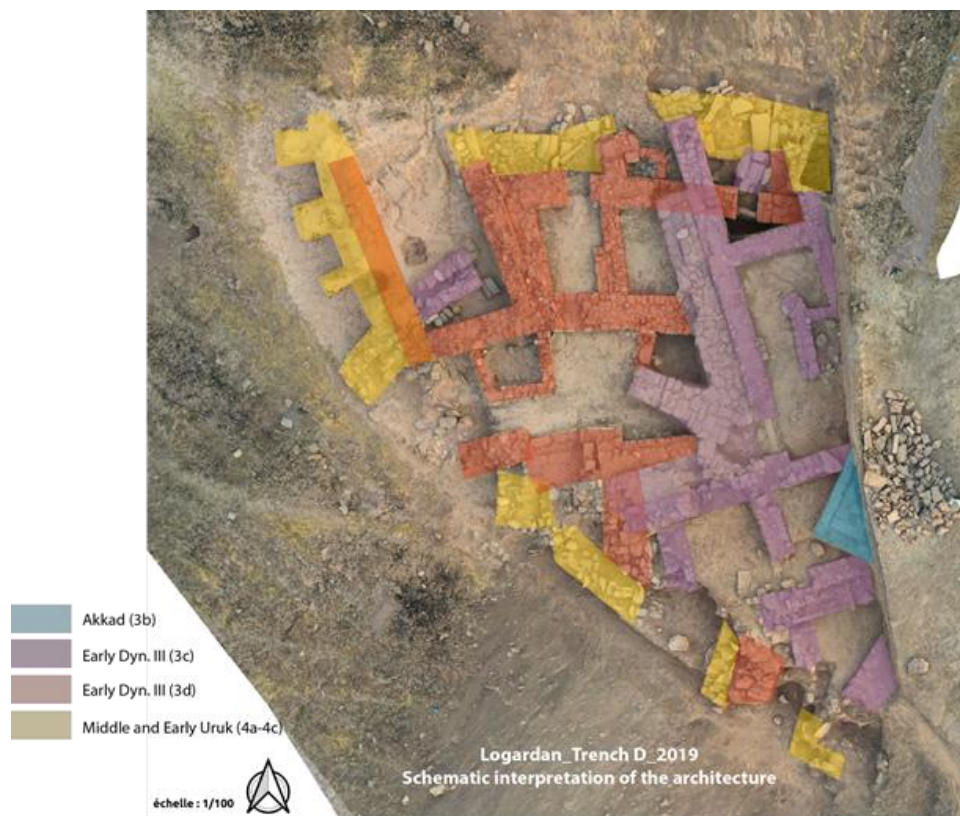 Akkad (3b)
Early Dyn. III (3c)
Early Dyn. III (3d)
Middle and Early Uruk (4a-4c)
Logardan_Trench D_2019
Schematic interpretation of the architecture
échelle : 1/100